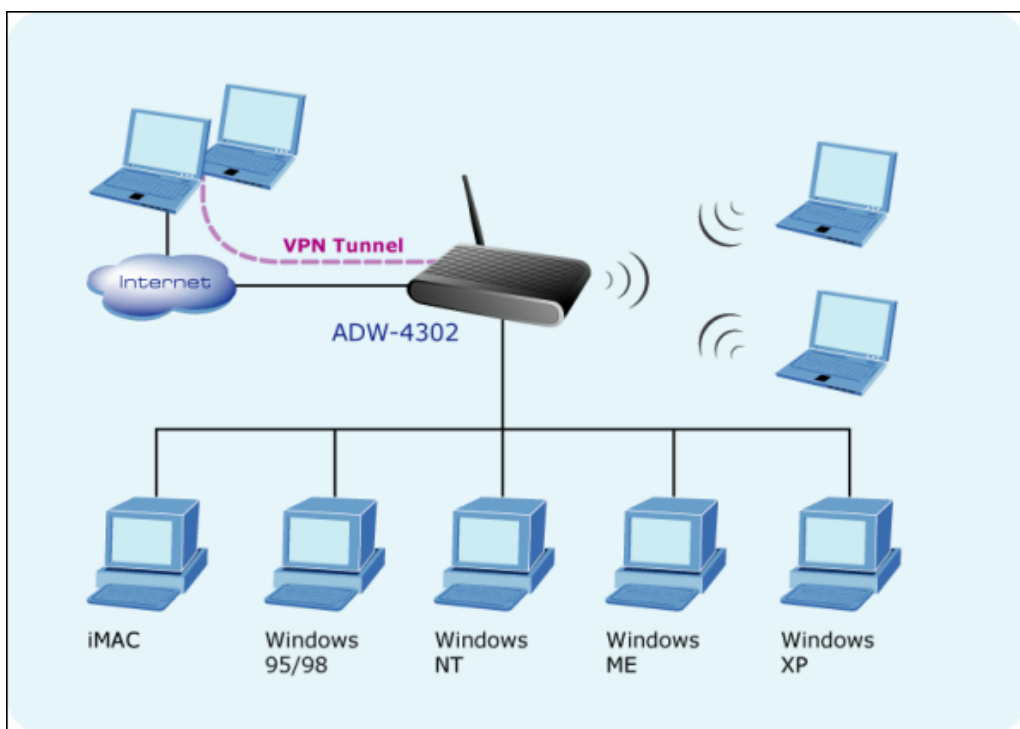 VPN Tunnel
Internet
ADW-4302
iMAC
Windows
95/98
Windows
NT
Windows
ME
Windows
XP